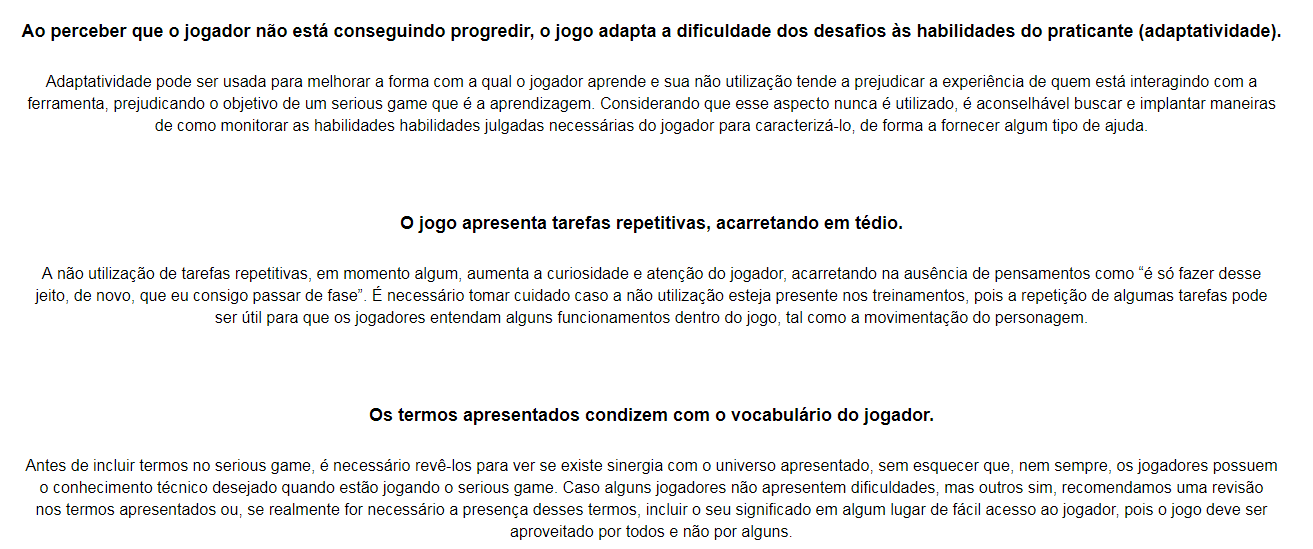 Ao perceber que o jogador não está conseguindo progredir, o jogo adapta a dificuldade dos desafios às habilidades do praticante (adaptatividade).
Adaptatividade pode ser usada para melhorar a forma com a qual o jogador aprende e sua não utilização tende a prejudicar a experiência de quem está interagindo com a
ferramenta, prejudicando o objetivo de um serious game que é a aprendizagem. Considerando que esse aspecto nunca é utilizado, é aconselhável buscar e implantar maneiras
de como monitorar as habilidades habilidades julgadas necessárias do jogador para caracterizá-lo, de forma a fornecer algum tipo de ajuda.
O jogo apresenta tarefas repetitivas, acarretando em tédio.
A não utilização de tarefas repetitivas, em momento algum, aumenta a curiosidade e atenção do jogador, acarretando na ausência de pensamentos como “é só fazer desse
jeito, de novo, que eu consigo passar de fase”. É necessário tomar cuidado caso a não utilização esteja presente nos treinamentos, pois a repetição de algumas tarefas pode
ser útil para que os jogadores entendam alguns funcionamentos dentro do jogo, tal como a movimentação do personagem.
Os termos apresentados condizem com o vocabulário do jogador.
Antes de incluir termos no serious game, é necessário revê-los para ver se existe sinergia com o universo apresentado, sem esquecer que, nem sempre, os jogadores possuem
o conhecimento técnico desejado quando estão jogando o serious game. Caso alguns jogadores não apresentem dificuldades, mas outros sim, recomendamos uma revisão
nos termos apresentados ou, se realmente for necessário a presença desses termos, incluir o seu significado em algum lugar de fácil acesso ao jogador, pois o jogo deve ser
aproveitado por todos e não por alguns.